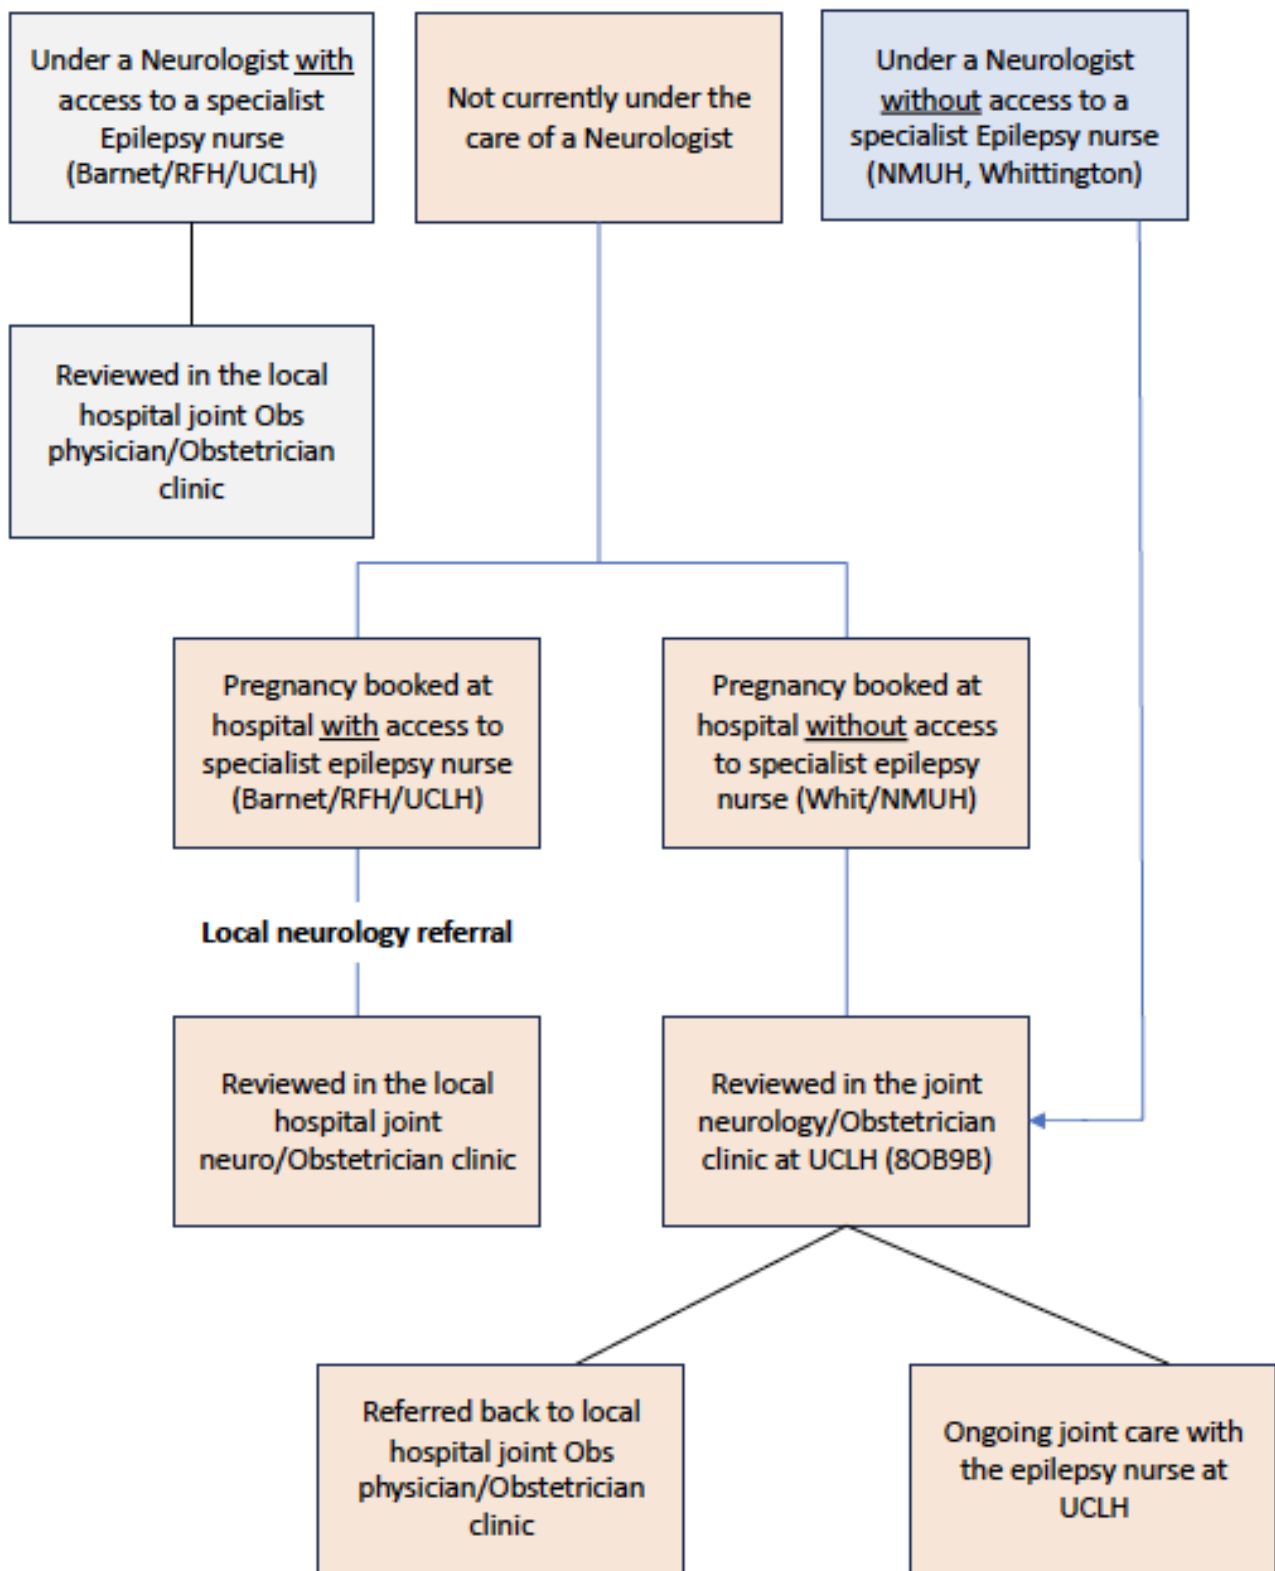 Under a Neurologist with
access to a specialist
Epilepsy nurse
(Barnet/RFH/UCLH)
Not currently under the
care of a Neurologist
Under a Neurologist
without access to a
specialist Epilepsy nurse
(NMUH, Whittington)
Reviewed in the local
hospital joint Obs
physician/Obstetrician
clinic
Pregnancy booked at
hospital with access to
specialist epilepsy nurse
(Barnet/RFH/UCLH)
Pregnancy booked at
hospital without access
to specialist epilepsy
nurse (Whit/NMUH)
Local neurology referral
Reviewed in the local
hospital joint
neuro/Obstetrician clinic
Reviewed in the joint
neurology/Obstetrician
clinic at UCLH (8OB9B)
Referred back to local
hospital joint Obs
physician/Obstetrician
clinic
Ongoing joint care with
the epilepsy nurse at
UCLH